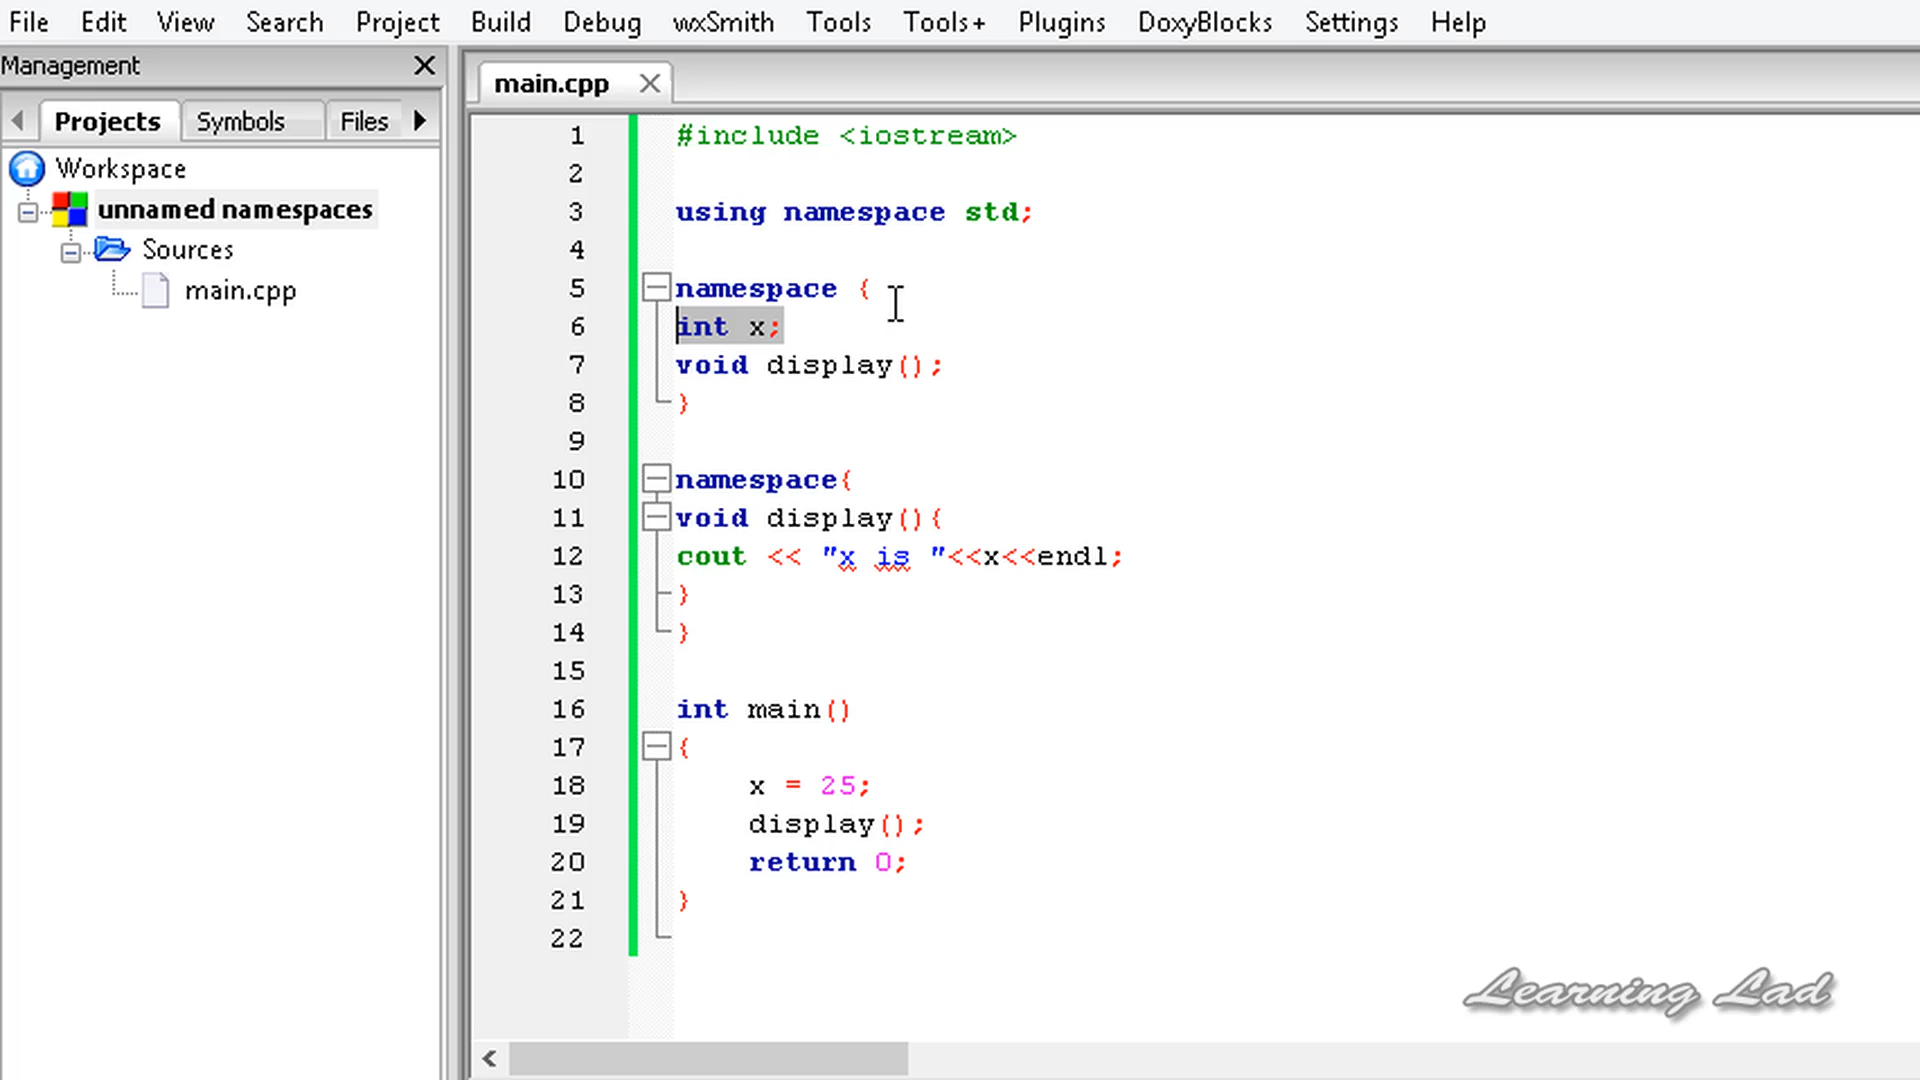 File Edit View Search Project Build Debug wxSmith Tools Tools+ Plugins DoxyBlocks Settings Help
Management
main.cpp
Projects Symbols Files
Workspace
unnamed namespaces
Sources
main.cpp
1 #include <iostream>
2
3 using namespace std;
4
5 namespace {
6 int x;
7 void display();
8 }
9
10 namespace{
11 void display(){
12 cout << "x is "<<x<<endl;
13 }
14 }
15
16 int main()
17 {
18 x = 25;
19 display();
20 return 0;
21 }
22
Learning Lad